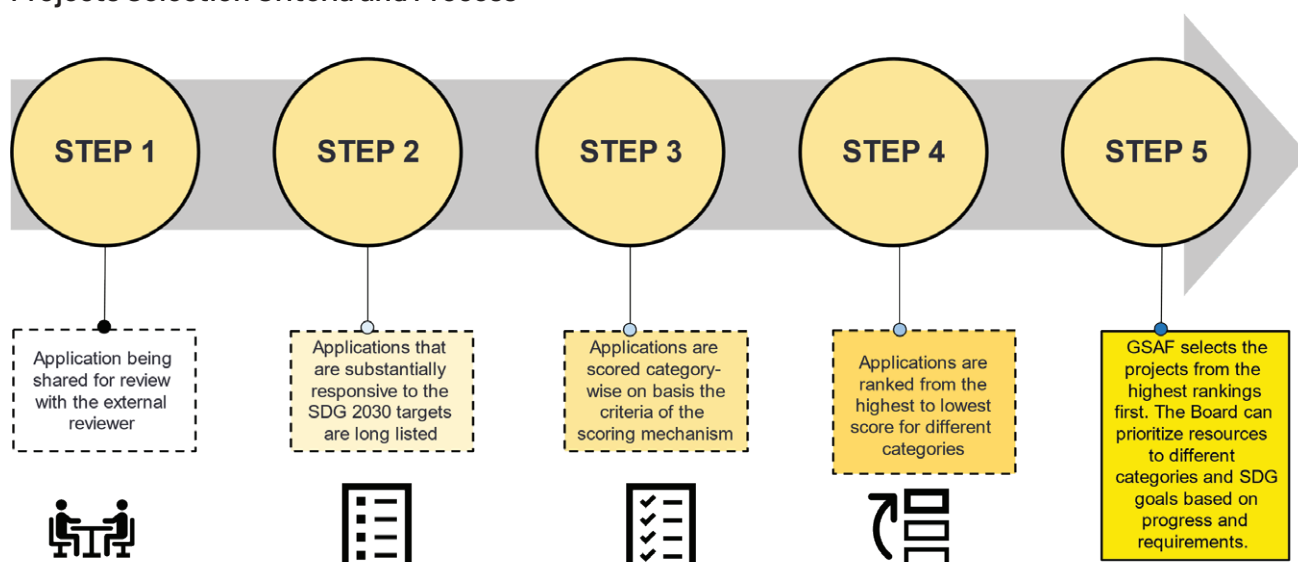 Projects Selection Criteria and Process
STEP 1
STEP 2
STEP 3
STEP 4
STEP 5
Application being
shared for review
with the external
reviewer
Applications that
are substantially
responsive to the
SDG 2030 targets
are long listed
Applications are
scored category-
wise on basis the
criteria of the
scoring mechanism
Applications are
ranked from the
highest to lowest
score for different
categories
GSAF selects the
projects from the
highest rankings
first. The Board can
prioritize resources
to different
categories and SDG
goals based on
progress and
requirements.